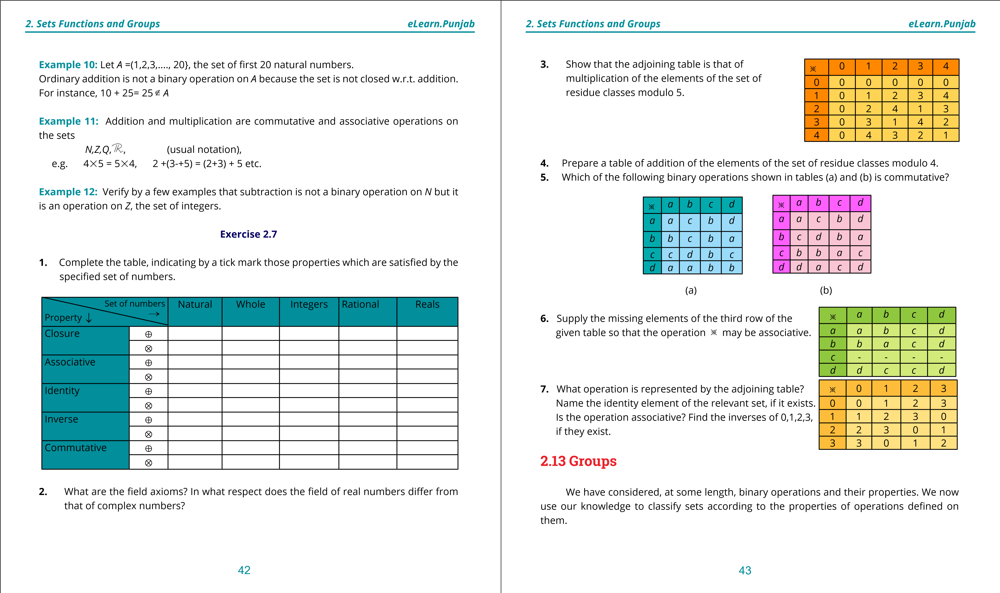 2. Sets Functions and Groups eLearn.Punjab
Example 10: Let A =(1,2,3,...., 20}, the set of first 20 natural numbers.
Ordinary addition is not a binary operation on A because the set is not closed w.r.t. addition.
For instance, 10 + 25= 25 ∉ A
Example 11: Addition and multiplication are commutative and associative operations on
the sets
N,Z,Q,ℛ, (usual notation),
e.g. 4×5 = 5×4, 2 +(3-+5) = (2+3) + 5 etc.
Example 12: Verify by a few examples that subtraction is not a binary operation on N but it
is an operation on Z, the set of integers.
Exercise 2.7
1. Complete the table, indicating by a tick mark those properties which are satisfied by the
specified set of numbers.
Set of numbers → Property ↓ Natural Whole Integers Rational Reals
Closure ⊕
⊗
Associative ⊕
⊗
Identity ⊕
⊗
Inverse ⊕
⊗
Commutative ⊕
⊗
2. What are the field axioms? In what respect does the field of real numbers differ from
that of complex numbers?
42
2. Sets Functions and Groups eLearn.Punjab
3. Show that the adjoining table is that of
multiplication of the elements of the set of
residue classes modulo 5.
※ 0 1 2 3 4
0 0 0 0 0 0
1 0 1 2 3 4
2 0 2 4 1 3
3 0 3 1 4 2
4 0 4 3 2 1
4. Prepare a table of addition of the elements of the set of residue classes modulo 4.
5. Which of the following binary operations shown in tables (a) and (b) is commutative?
※ a b c d
a a c b d
b b c b a
c c d b c
d a a b b
(a)
※ a b c d
a a c b d
b c d b a
c b b a c
d d a c d
(b)
6. Supply the missing elements of the third row of the
given table so that the operation ※ may be associative.
※ a b c d
a a b c d
b b a c d
c - - - -
d d c c d
7. What operation is represented by the adjoining table?
Name the identity element of the relevant set, if it exists.
Is the operation associative? Find the inverses of 0,1,2,3,
if they exist.
※ 0 1 2 3
0 0 1 2 3
1 1 2 3 0
2 2 3 0 1
3 3 0 1 2
2.13 Groups
We have considered, at some length, binary operations and their properties. We now
use our knowledge to classify sets according to the properties of operations defined on
them.
43